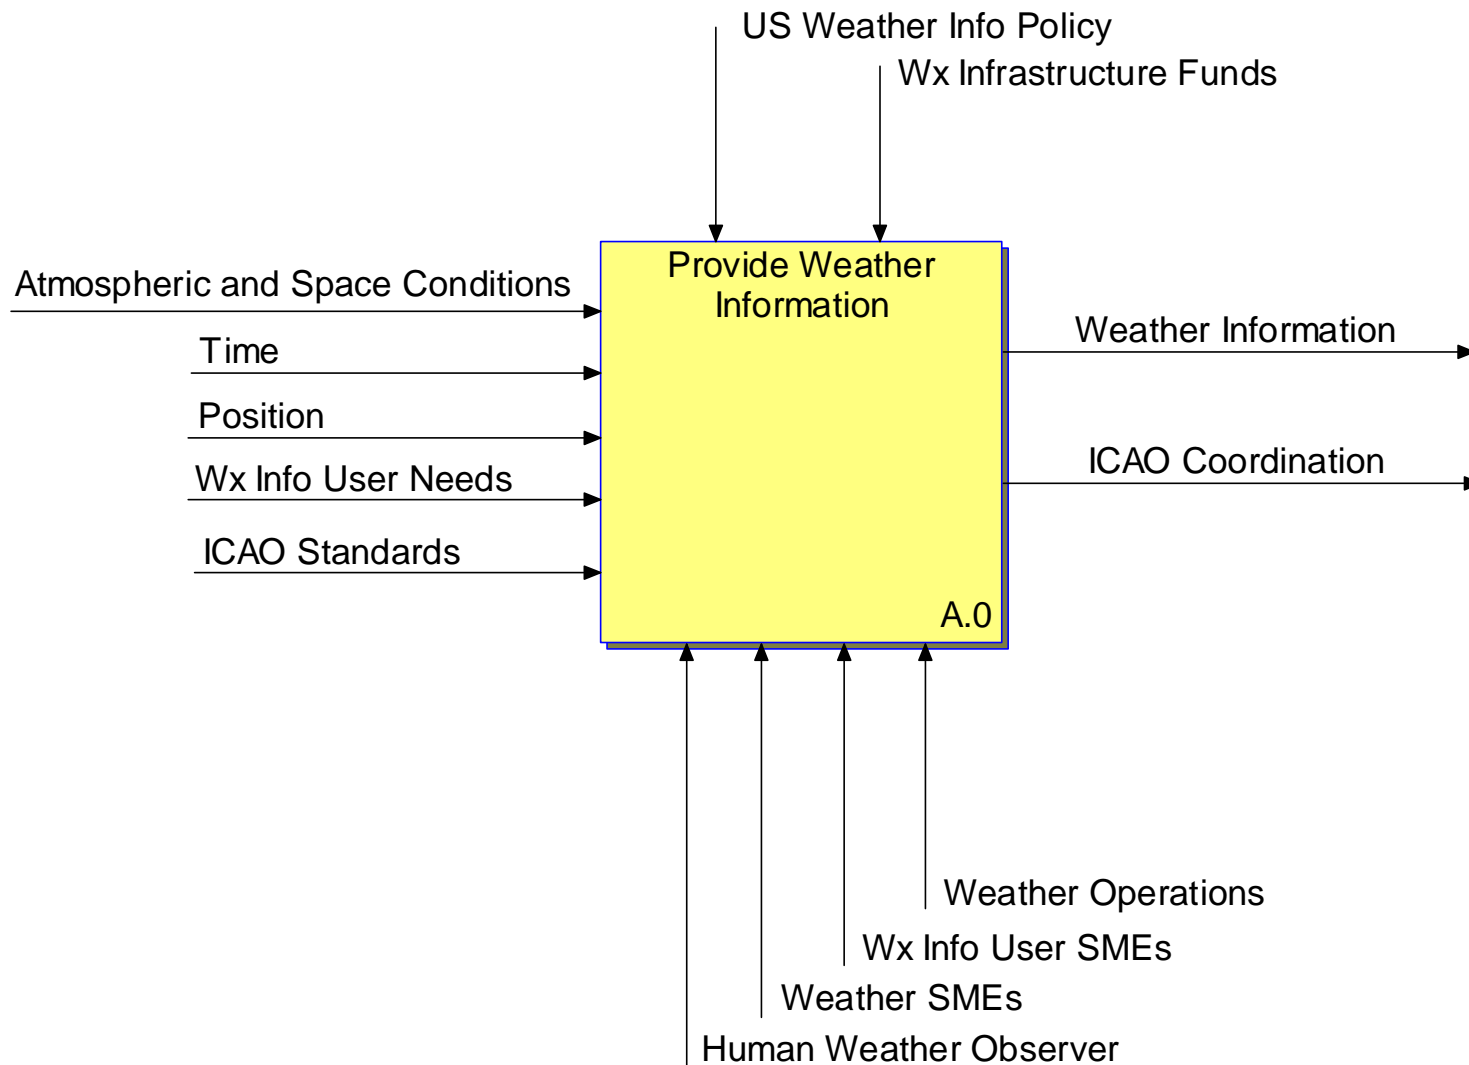 US Weather Info Policy
Wx Infrastructure Funds
Provide Weather
Information
Atmospheric and Space Conditions
Time
Position
Wx Info User Needs
ICAO Standards
Weather Information
ICAO Coordination
A.0
Weather Operations
Wx Info User SMEs
Weather SMEs
Human Weather Observer